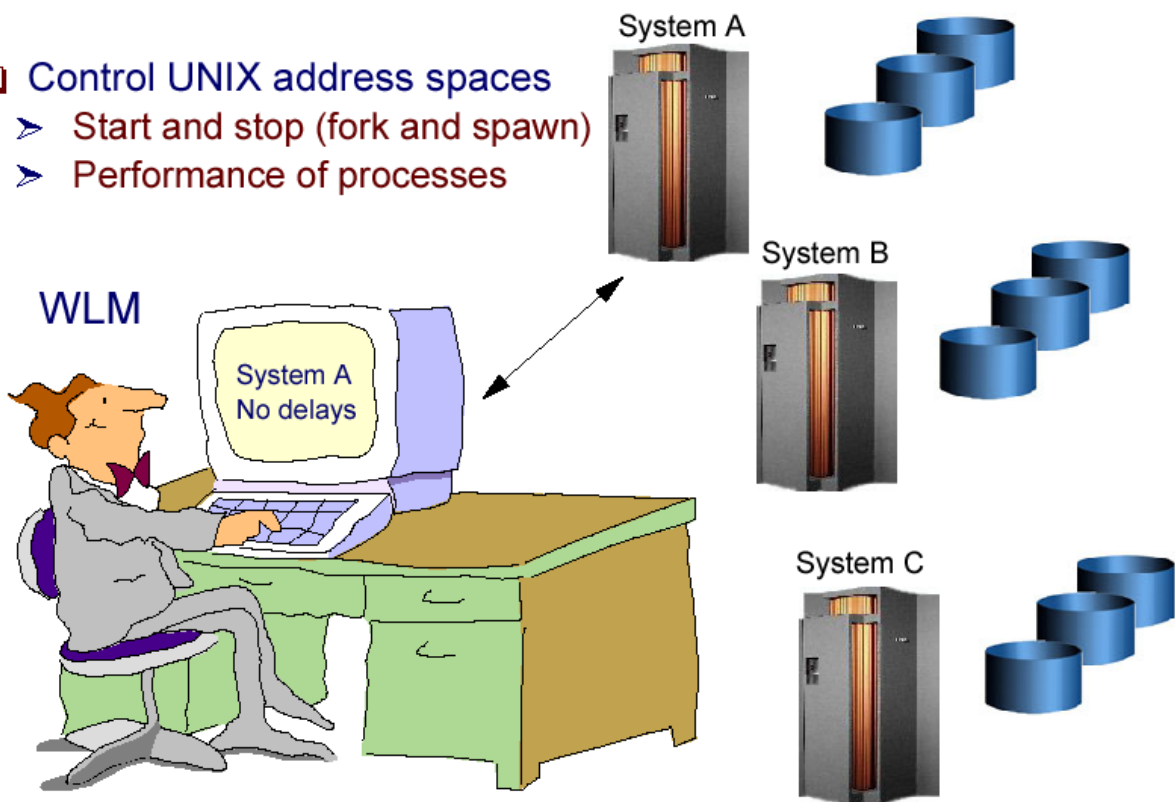 Control UNIX address spaces
Start and stop (fork and spawn)
Performance of processes
WLM
System A
No delays
System A
System B
System C